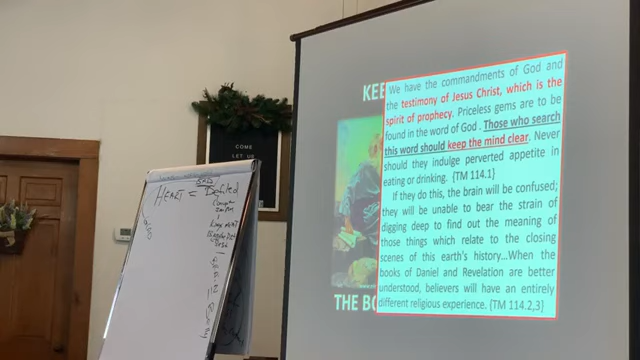 KEE
We have the commandments of God and
the testimony of Jesus Christ, which is the
spirit of prophecy. Priceless gems are to be
found in the word of God . Those who search
this word should keep the mind clear. Never
should they indulge perverted appetite in
eating or drinking. {TM 114.1}
If they do this, the brain will be confused;
they will be unable to bear the strain of
digging deep to find out the meaning of
those things which relate to the closing
scenes of this earth's history...When the
books of Daniel and Revelation are better
understood, believers will have an entirely
different religious experience. {TM 114.2,3}
THE BO
COME
LET US
HEART = Defiled